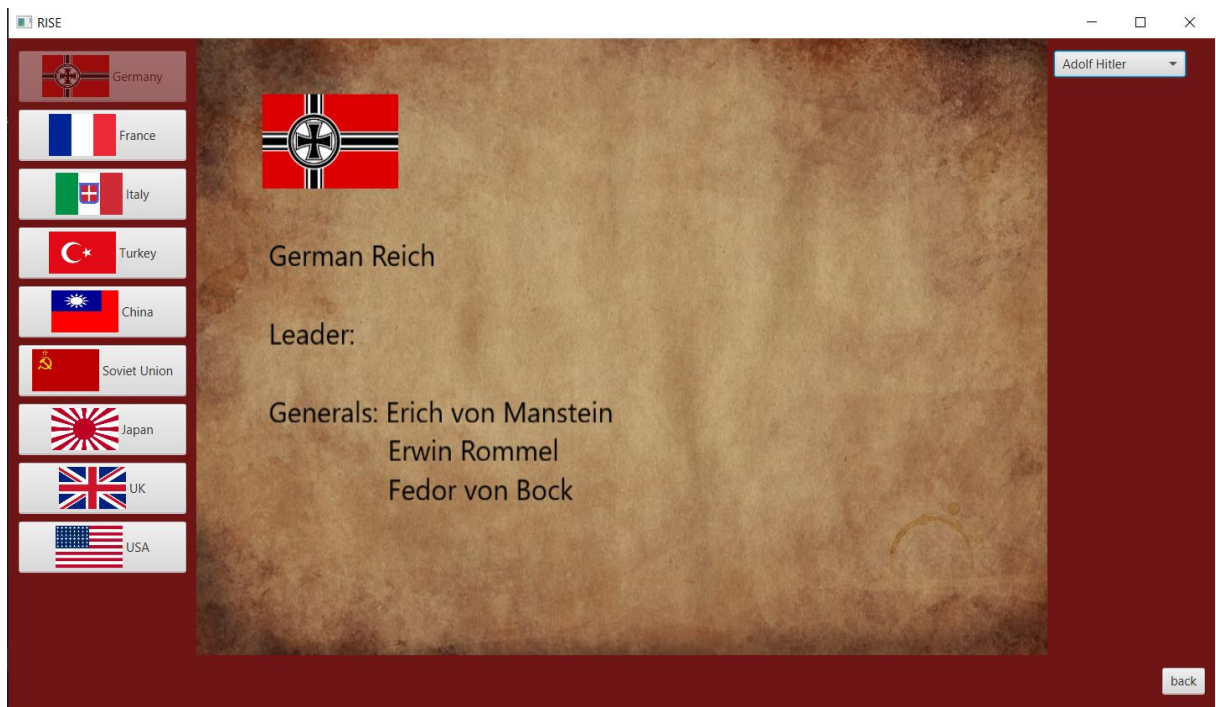 RISE
Germany
France
Italy
Turkey
China
Soviet Union
Japan
UK
USA
German Reich
Leader:
Generals: Erich von Manstein
Erwin Rommel
Fedor von Bock
Adolf Hitler
back